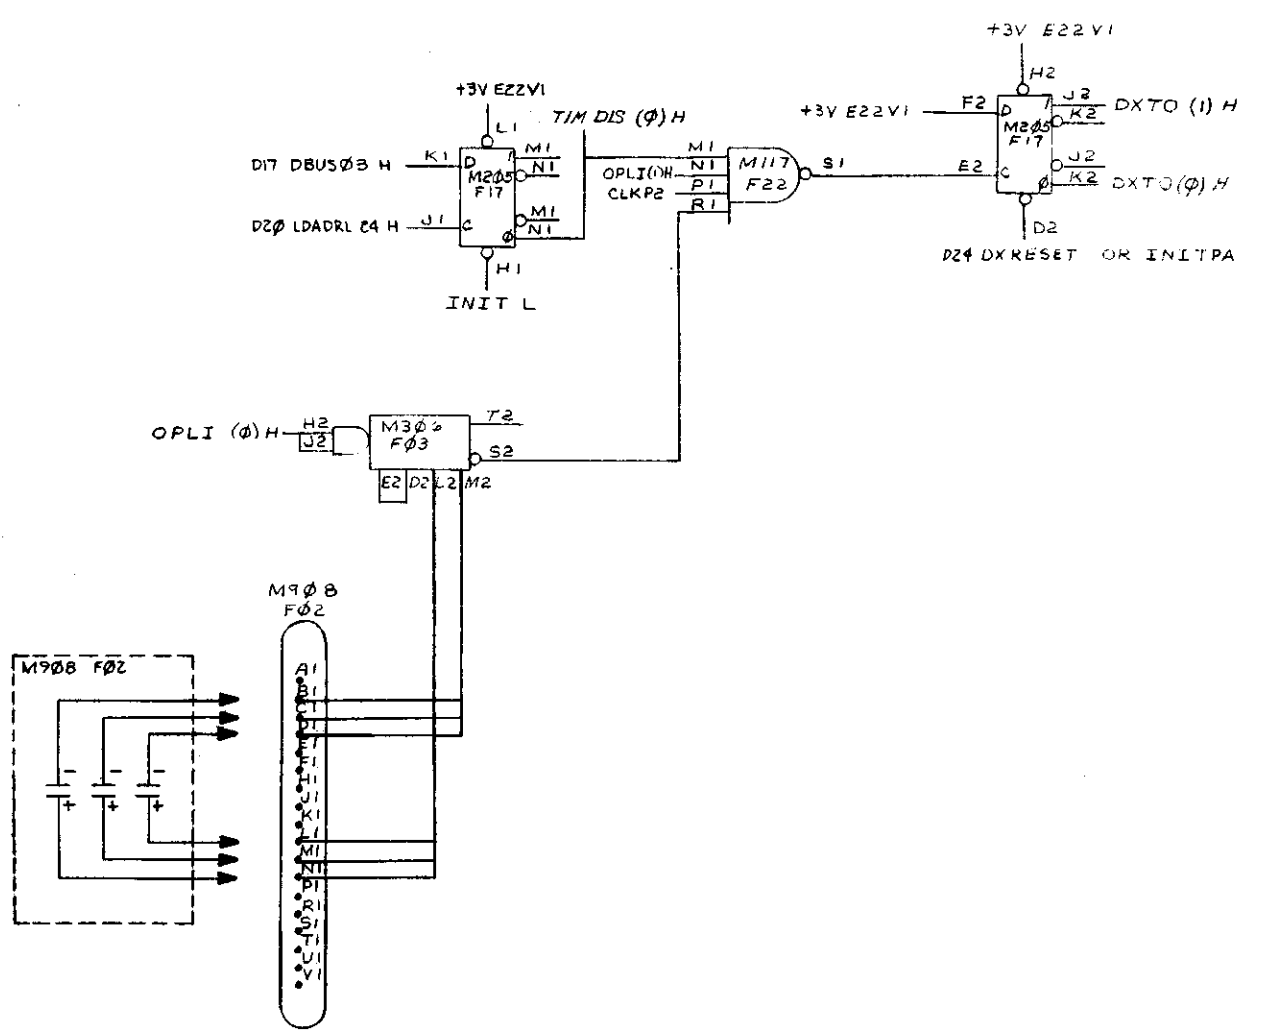 +3V E22V1
H2
+3V E22V1
L1
TIM DIS (Ø) H
+3V E22V1
F2
D
1
J2
DXTO (1) H
K2
M205
F17
D17 DBUSØ3 H
K1
D
1
M1
N1
M2Ø5
F17
M1
N1
OPLI(1)H
P1
CLKP2
R1
M117
F22
S1
E2
C
J2
K2
Ø
DXTO(Ø) H
D2Ø LDADRL 24 H
J1
C
M1
N1
Ø
H1
INIT L
D2
D24 DXRESET OR INITPA
OPLI (Ø) H
H2
J2
M306
FØ3
T2
S2
E2 D2 L2 M2
M9Ø8
FØ2
M9Ø8 FØ2
A1
B1
C1
D1
E1
F1
H1
J1
K1
L1
M1
N1
P1
R1
S1
T1
U1
V1
- - -
+ + +